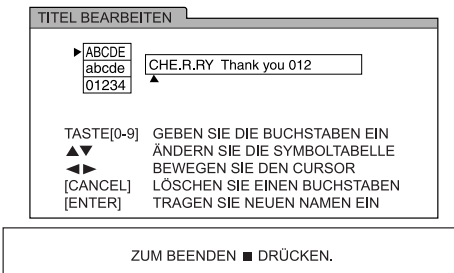 TITEL BEARBEITEN
▶ ABCDE
abcde
01234
CHE.R.RY Thank you 012
▲
TASTE[0-9] GEBEN SIE DIE BUCHSTABEN EIN
▲▼ ÄNDERN SIE DIE SYMBOLTABELLE
◀▶ BEWEGEN SIE DEN CURSOR
[CANCEL] LÖSCHEN SIE EINEN BUCHSTABEN
[ENTER] TRAGEN SIE NEUEN NAMEN EIN
ZUM BEENDEN ■ DRÜCKEN.